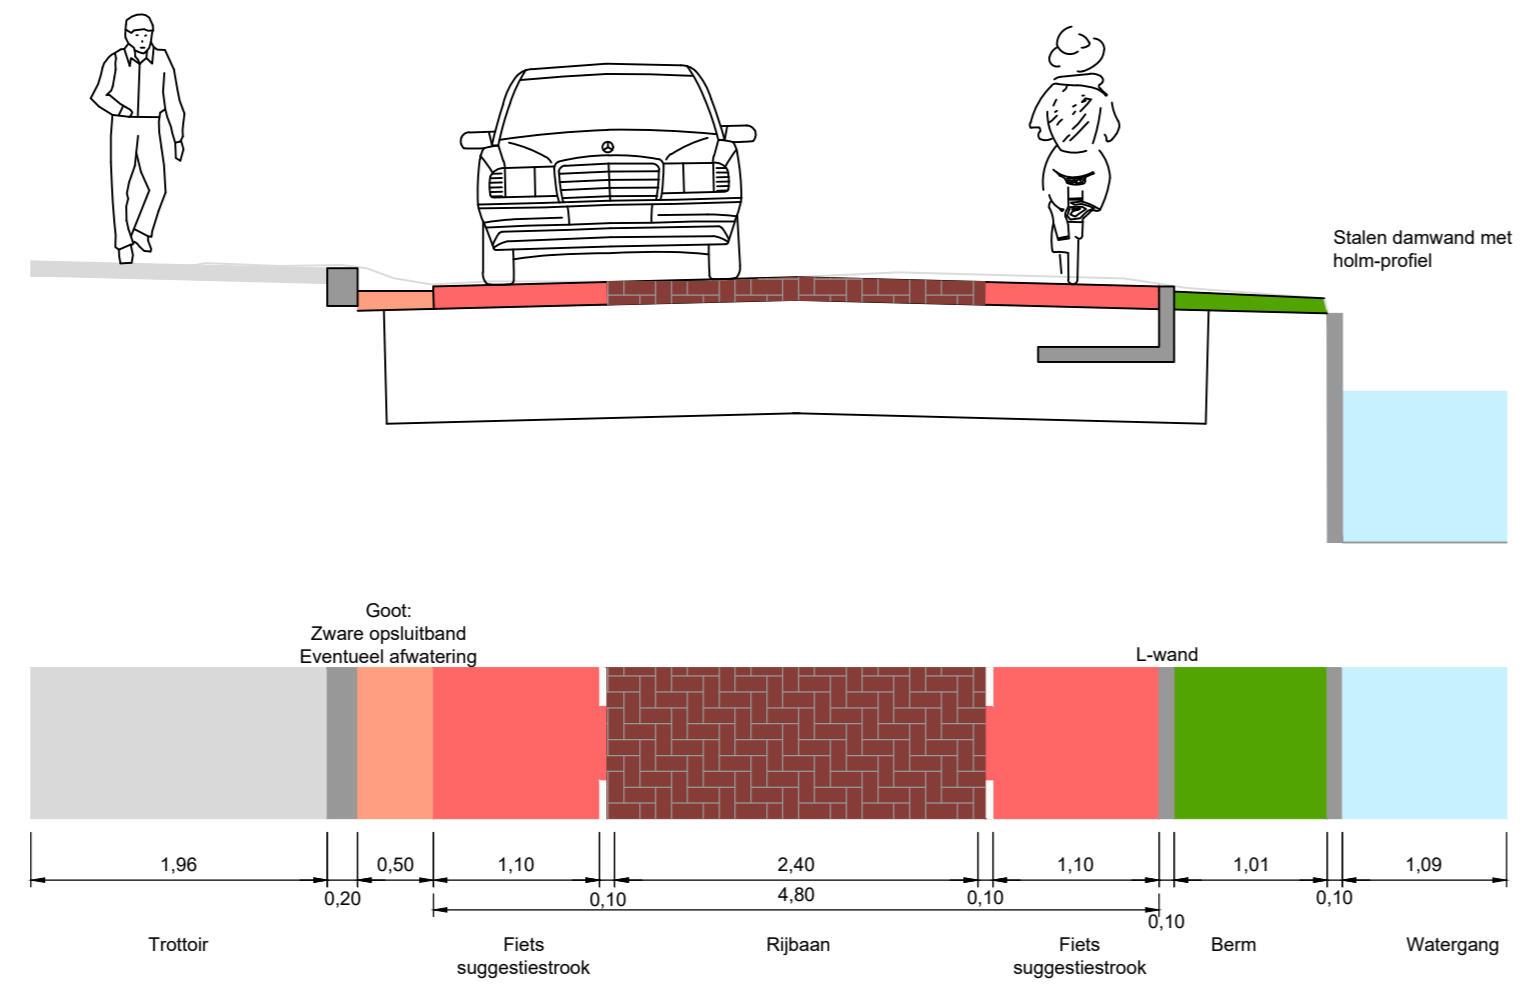 Stalen damwand met
holm-profiel
Goot:
Zware opsluitband
Eventueel afwatering
L-wand
1,96
0,50
1,10
2,40
1,10
1,01
1,09
0,20
0,10
4,80
0,10
0,10
0,10
Trottoir
Fiets
suggestiestrook
Rijbaan
Fiets
suggestiestrook
Berm
Watergang